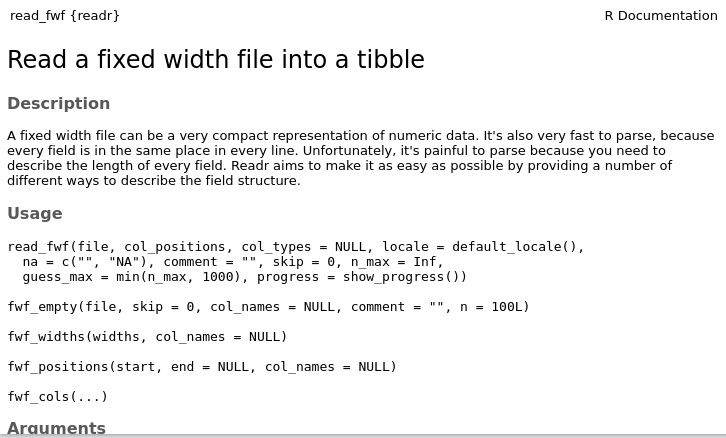 read_fwf {readr} R Documentation
Read a fixed width file into a tibble
Description
A fixed width file can be a very compact representation of numeric data. It's also very fast to parse, because
every field is in the same place in every line. Unfortunately, it's painful to parse because you need to
describe the length of every field. Readr aims to make it as easy as possible by providing a number of
different ways to describe the field structure.
Usage
read_fwf(file, col_positions, col_types = NULL, locale = default_locale(),
  na = c("", "NA"), comment = "", skip = 0, n_max = Inf,
  guess_max = min(n_max, 1000), progress = show_progress())
fwf_empty(file, skip = 0, col_names = NULL, comment = "", n = 100L)
fwf_widths(widths, col_names = NULL)
fwf_positions(start, end = NULL, col_names = NULL)
fwf_cols(...)
Arguments